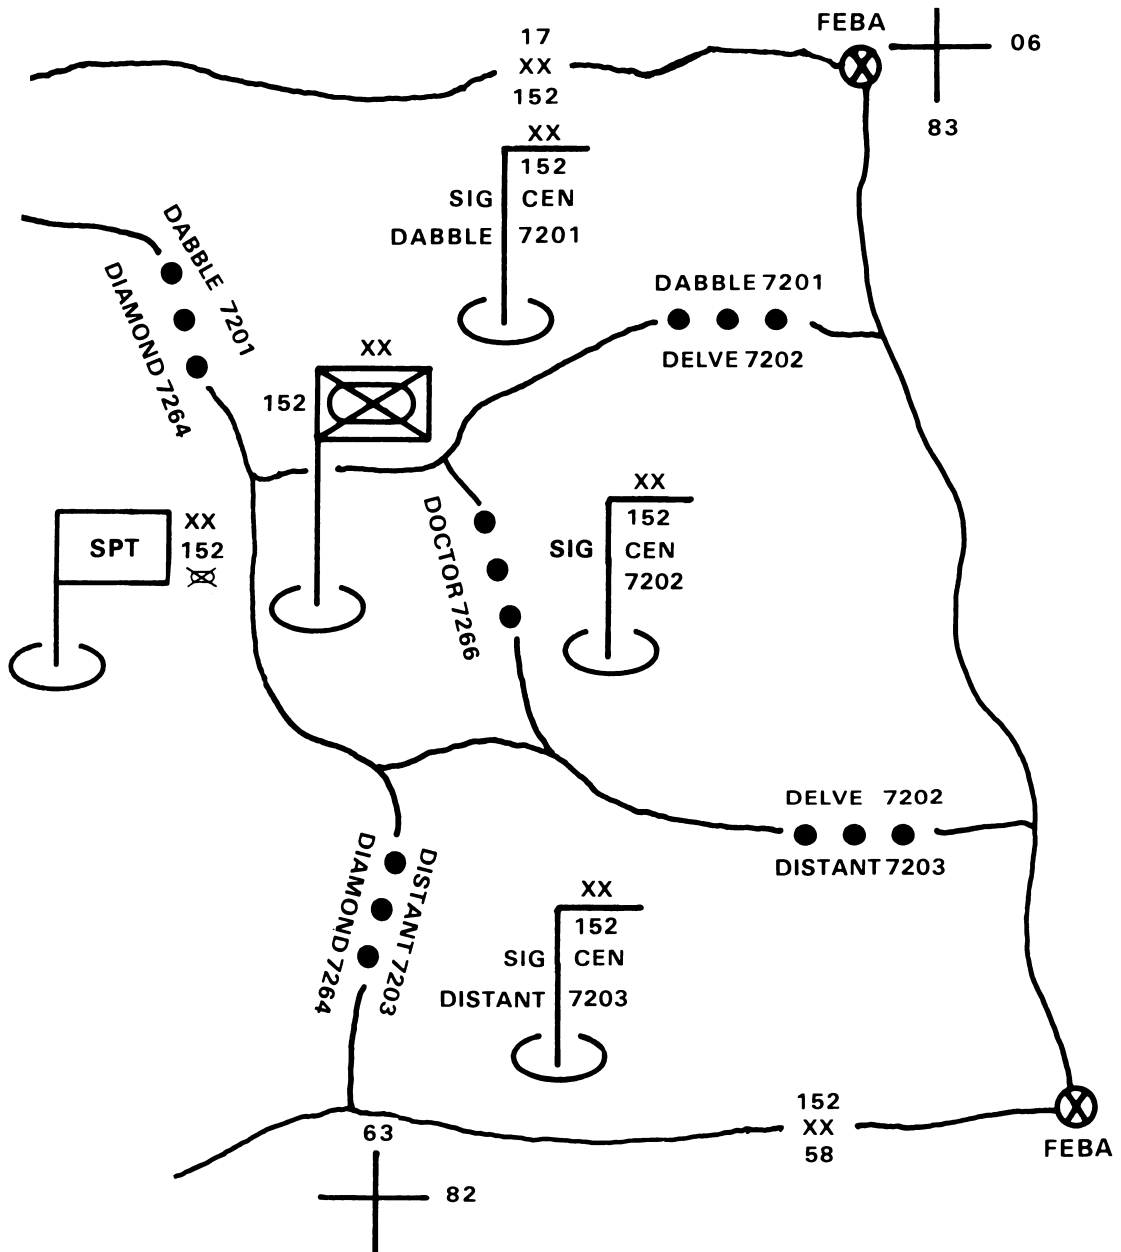 FEBA
17
XX
152
06
83
XX
152
SIG CEN
DABBLE 7201
DABBLE 7201
DIAMOND 7264
DABBLE 7201
DELVE 7202
XX
152
XX
152
SIG CEN
7202
DOCTOR 7266
SPT
XX
152
DELVE 7202
DISTANT 7203
DIAMOND 7264
DISTANT 7203
XX
152
SIG CEN
DISTANT 7203
152
XX
58
FEBA
63
82